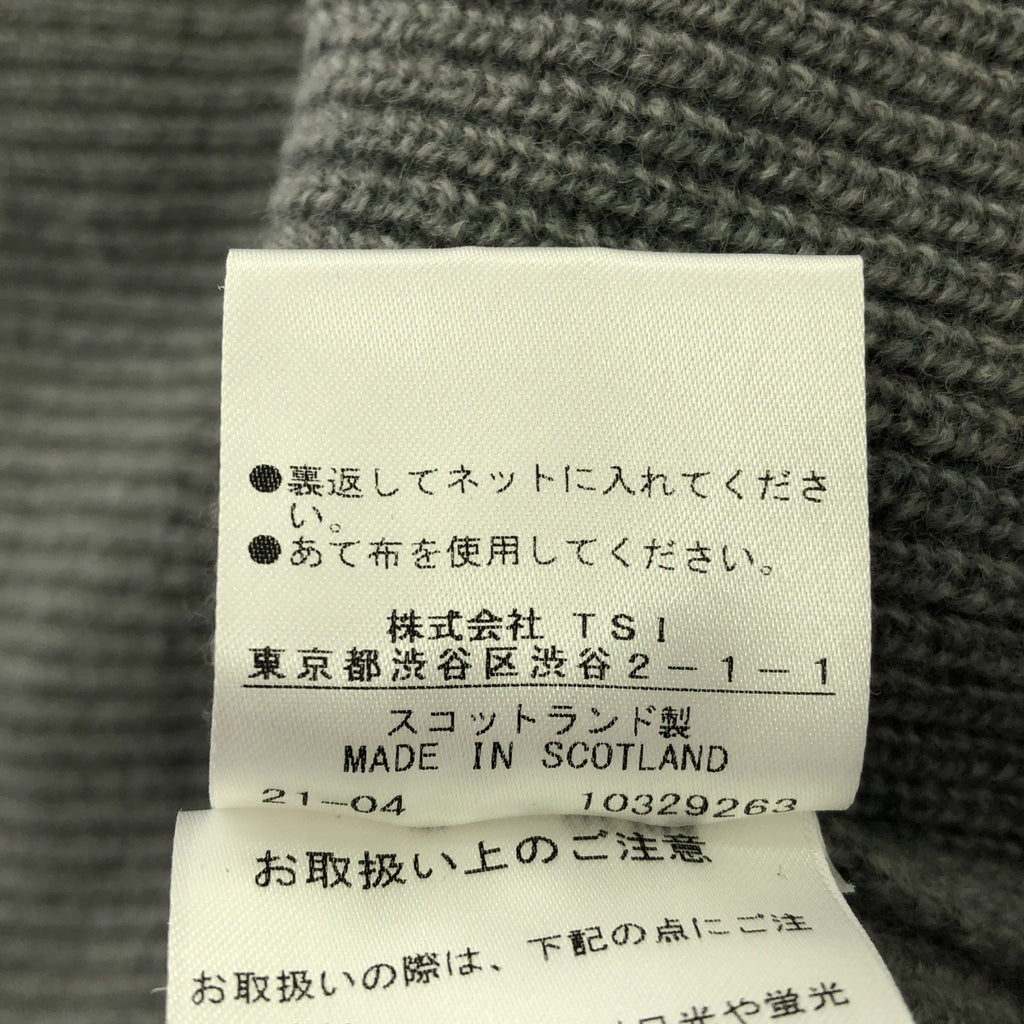 ●裏返してネットに入れてくださ
い。
●あて布を使用してください。
株式会社 TSI
東京都渋谷区渋谷2-1-1
スコットランド製
MADE IN SCOTLAND
21-04 10329263
お取扱い上のご注意
お取扱いの際は、下記の点にご注
光や蛍光